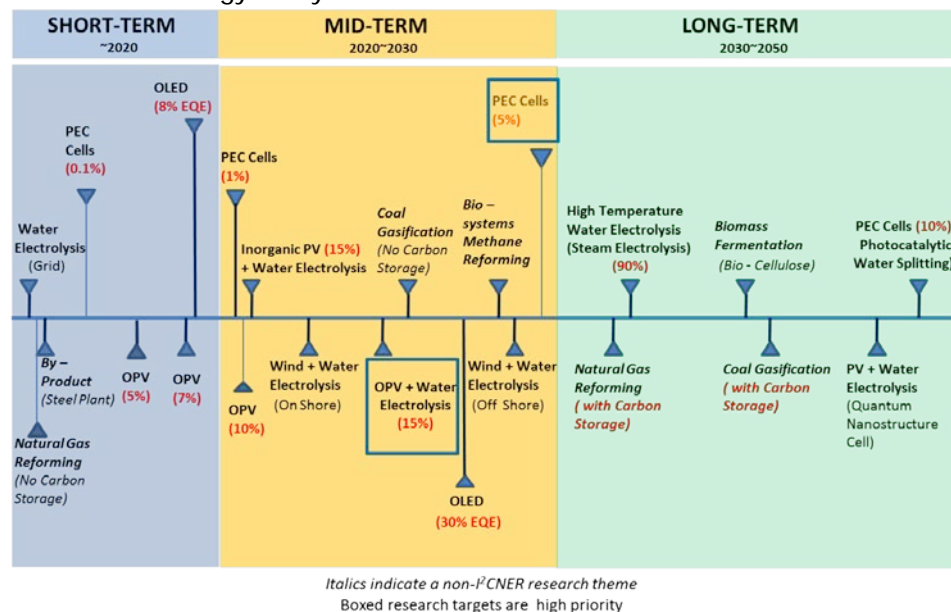 SHORT-TERM
~2020
MID-TERM
2020~2030
LONG-TERM
2030~2050
OLED
(8% EQE)
PEC
Cells
(0.1%)
Water
Electrolysis
(Grid)
By –
Product
(Steel Plant)
Natural Gas
Reforming
(No Carbon
Storage)
OPV
(5%)
OPV
(7%)
PEC Cells
(1%)
Inorganic PV (15%)
+ Water Electrolysis
Coal
Gasification
(No Carbon
Storage)
Bio –
systems
Methane
Reforming
PEC Cells
(5%)
OPV
(10%)
Wind + Water
Electrolysis
(On Shore)
OPV + Water
Electrolysis
(15%)
OLED
(30% EQE)
Wind + Water
Electrolysis
(Off Shore)
High Temperature
Water Electrolysis
(Steam Electrolysis)
(90%)
Biomass
Fermentation
(Bio - Cellulose)
PEC Cells (10%)
Photocatalytic
Water Splitting)
Natural Gas
Reforming
( with Carbon
Storage)
Coal Gasification
( with Carbon
Storage)
PV + Water
Electrolysis
(Quantum
Nanostructure
Cell)
Italics indicate a non-I²CNER research theme
Boxed research targets are high priority